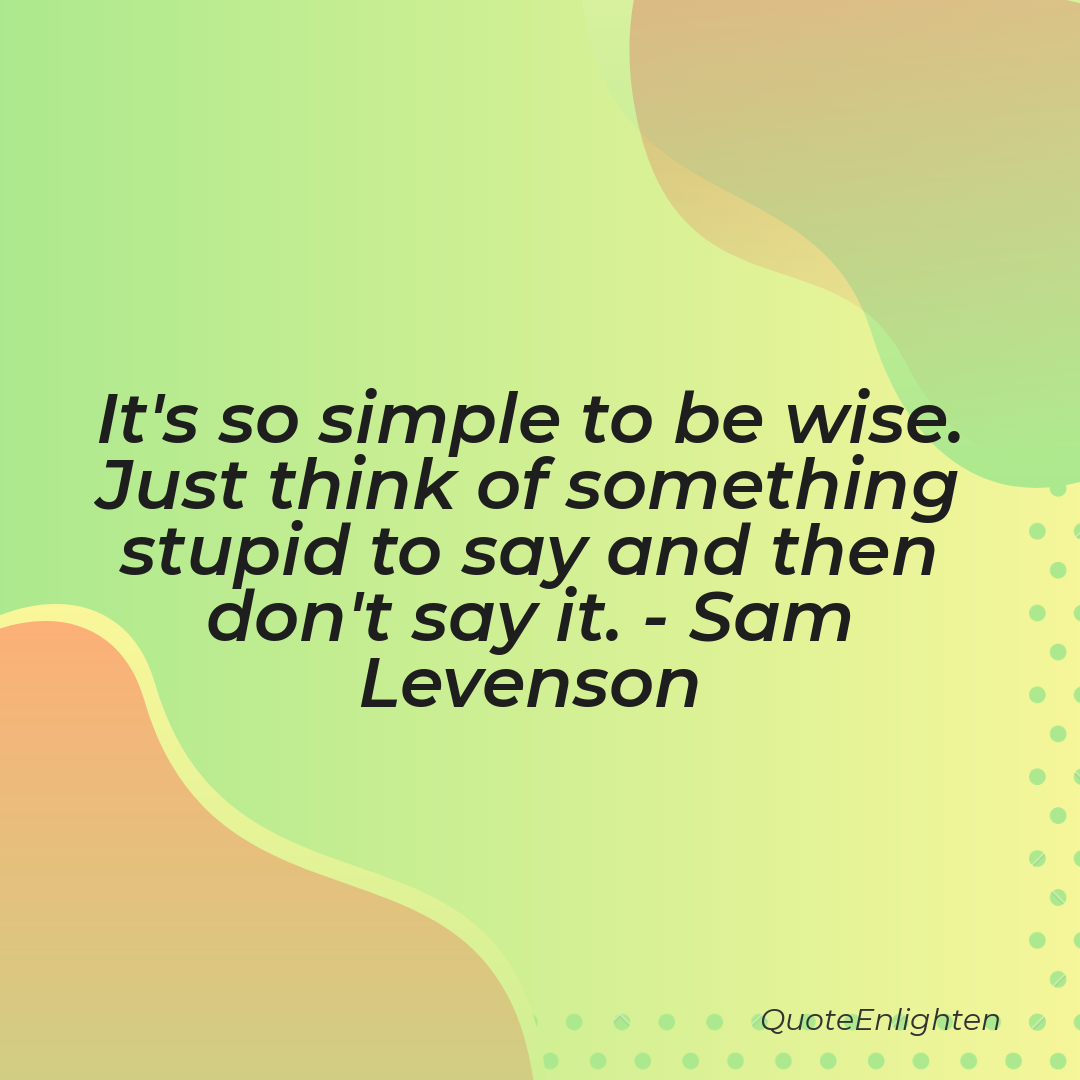 It's so simple to be wise.
Just think of something
stupid to say and then
don't say it. - Sam
Levenson
QuoteEnlighten